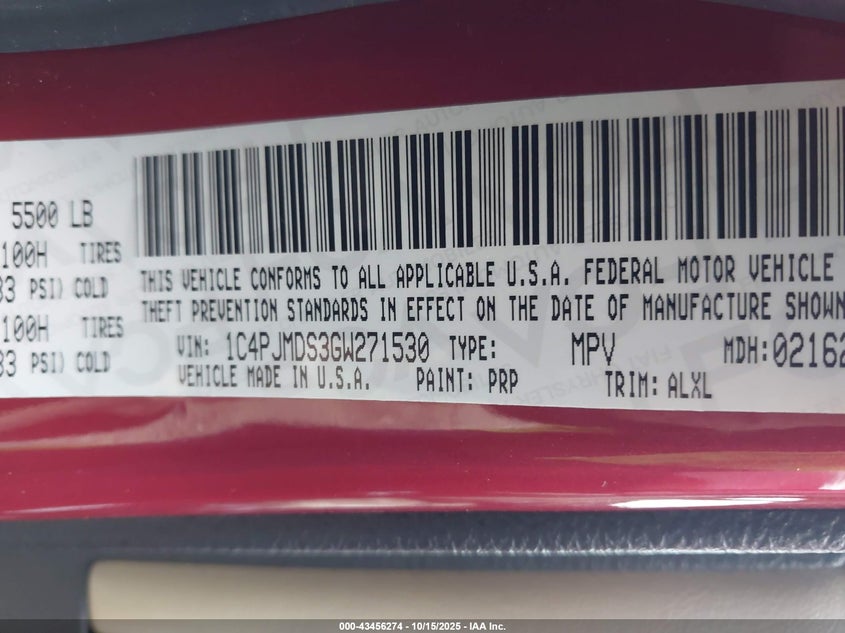 5500 LB
100H TIRES
33 PSI) COLD
100H TIRES
33 PSI) COLD
THIS VEHICLE CONFORMS TO ALL APPLICABLE U.S.A. FEDERAL MOTOR VEHICLE
THEFT PREVENTION STANDARDS IN EFFECT ON THE DATE OF MANUFACTURE SHOWN
VIN: 1C4PJMDS3GW271530 TYPE: MPV MDH:02162
VEHICLE MADE IN U.S.A. PAINT: PRP TRIM: ALXL
000-43456274 - 10/15/2025 - IAA Inc.